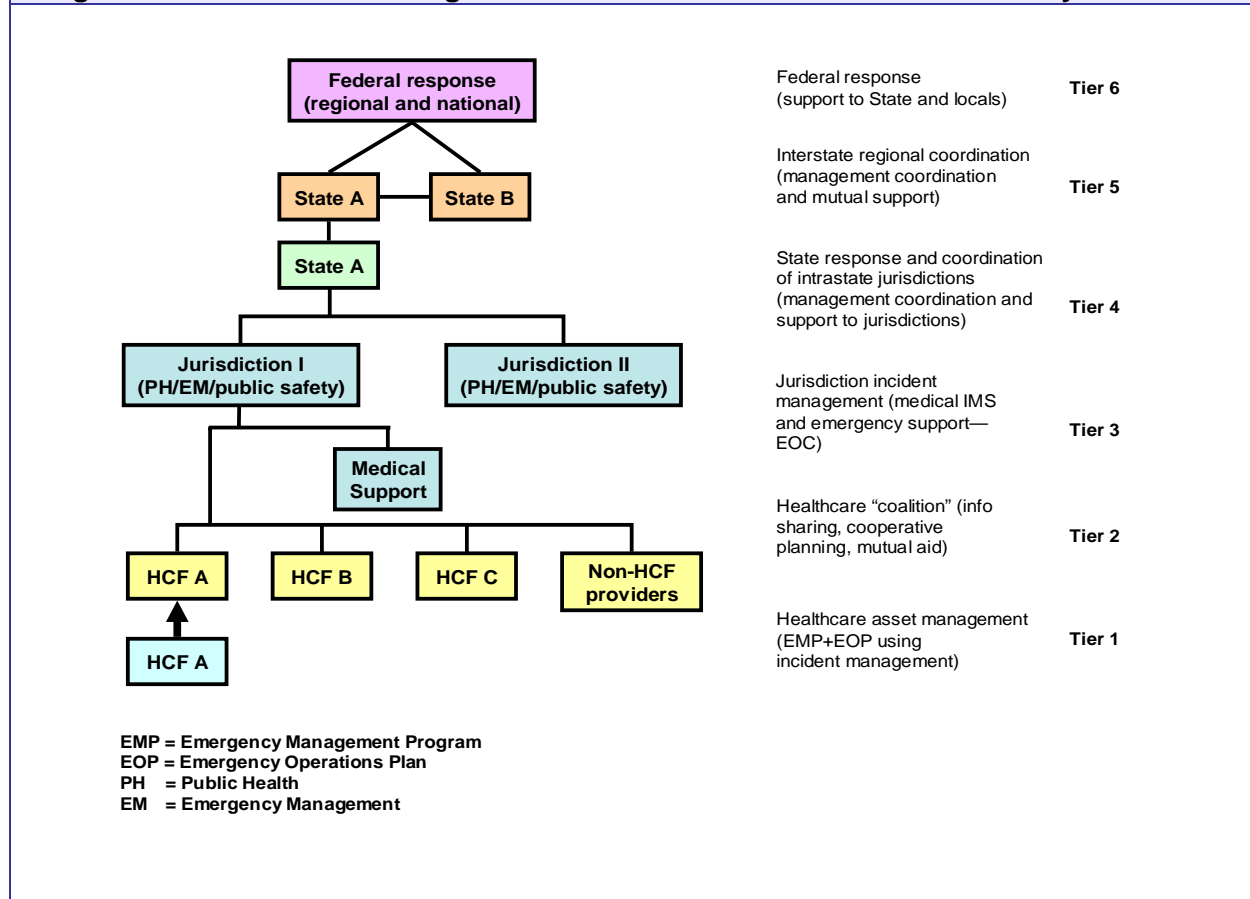 Federal response
(regional and national)
Federal response
(support to State and locals)
Tier 6
State A
State B
Interstate regional coordination
(management coordination
and mutual support)
Tier 5
State A
State response and coordination
of intrastate jurisdictions
(management coordination and
support to jurisdictions)
Tier 4
Jurisdiction I
(PH/EM/public safety)
Jurisdiction II
(PH/EM/public safety)
Jurisdiction incident
management (medical IMS
and emergency support—
EOC)
Tier 3
Medical
Support
Healthcare “coalition” (info
sharing, cooperative
planning, mutual aid)
Tier 2
HCF A
HCF B
HCF C
Non-HCF
providers
HCF A
Healthcare asset management
(EMP+EOP using
incident management)
Tier 1
EMP = Emergency Management Program
EOP = Emergency Operations Plan
PH = Public Health
EM = Emergency Management